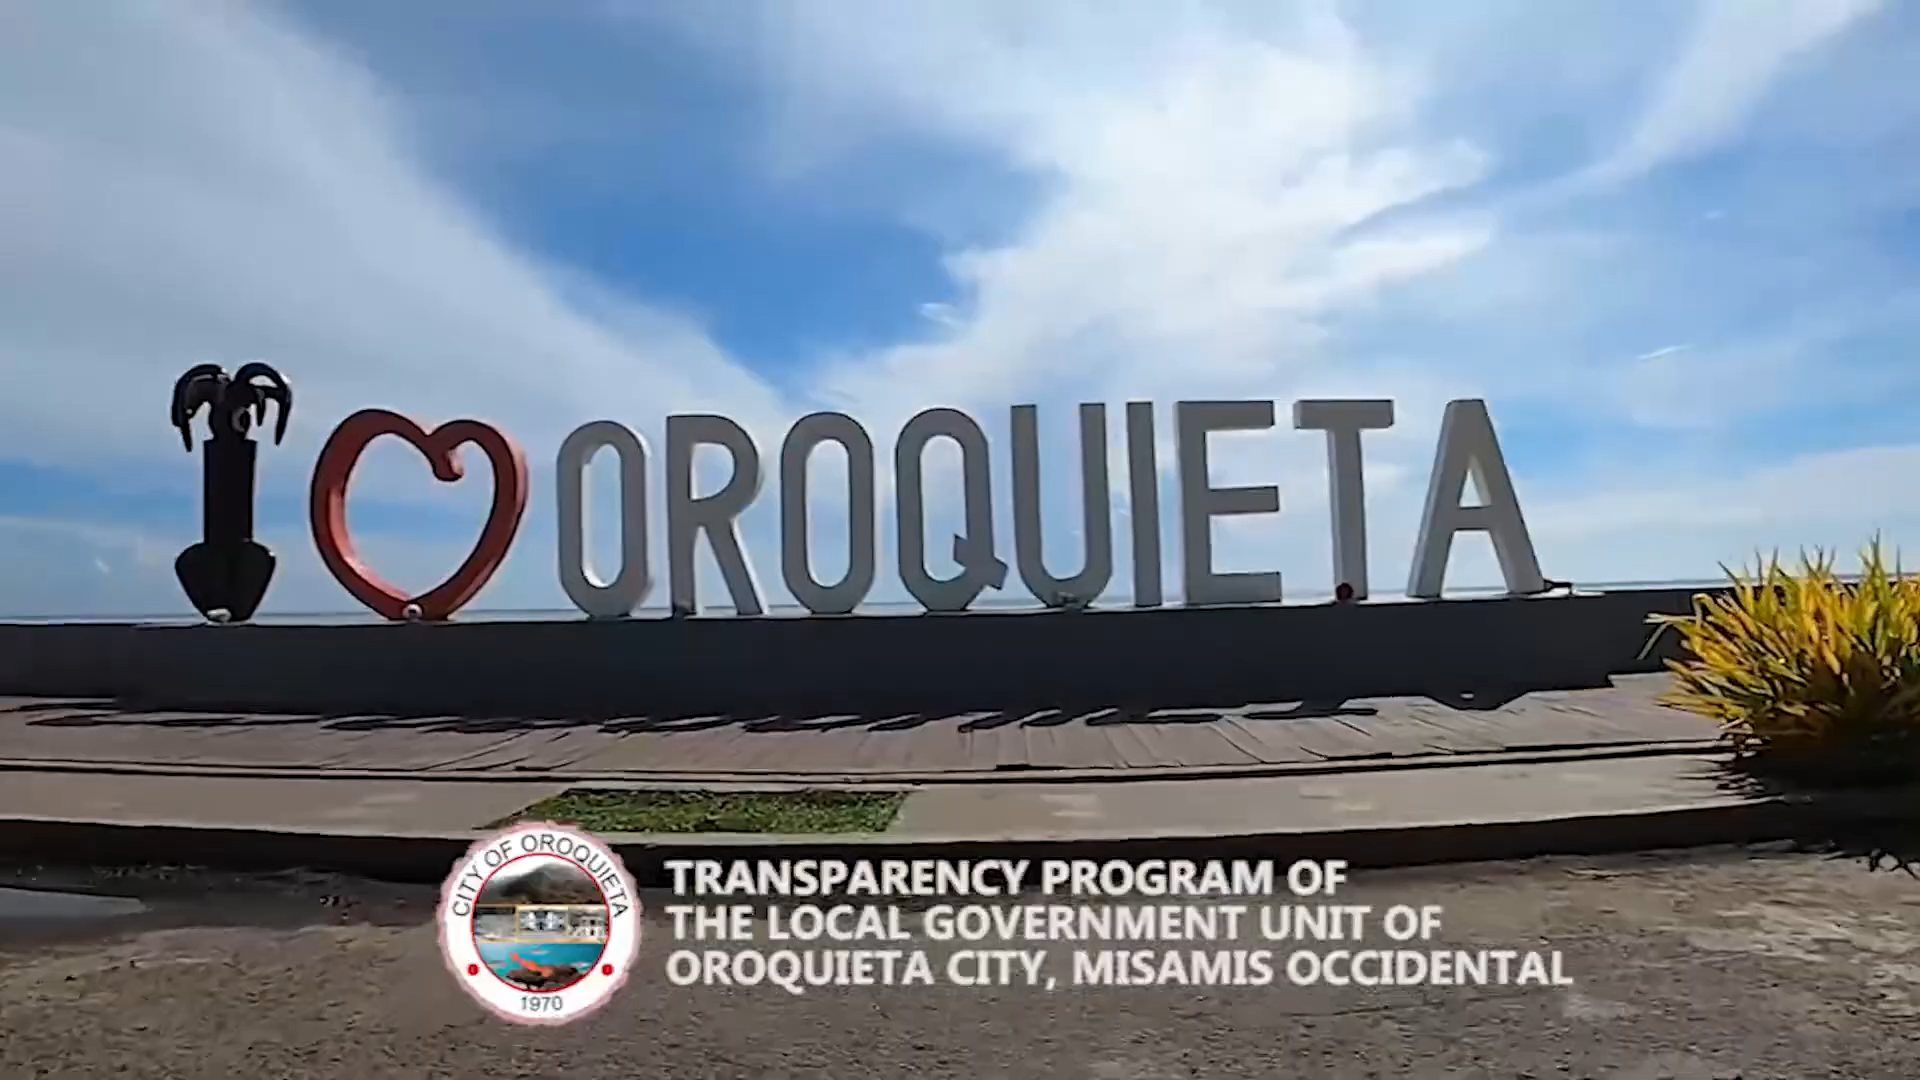 I OROQUIETA
CITY OF OROQUIETA
1970
TRANSPARENCY PROGRAM OF
THE LOCAL GOVERNMENT UNIT OF
OROQUIETA CITY, MISAMIS OCCIDENTAL